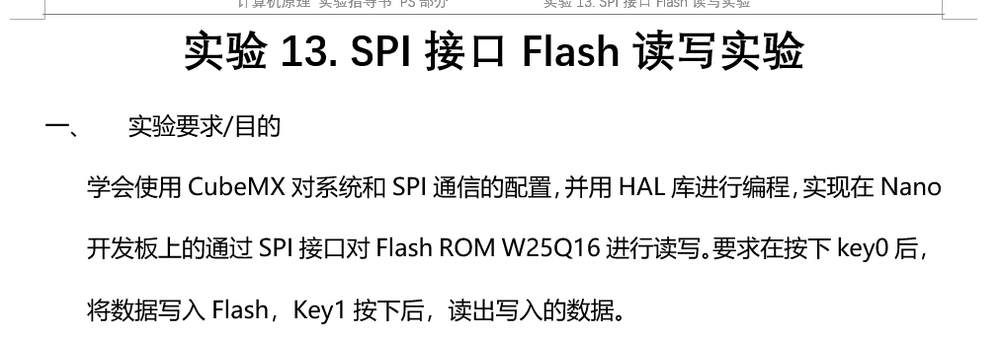 计算机原理 实验指导书 PS 部分 实验 13. SPI 接口 Flash 读写实验
实验 13. SPI 接口 Flash 读写实验
一、 实验要求/目的
学会使用 CubeMX 对系统和 SPI 通信的配置，并用 HAL 库进行编程，实现在 Nano
开发板上的通过 SPI 接口对 Flash ROM W25Q16 进行读写。要求在按下 key0 后，
将数据写入 Flash，Key1 按下后，读出写入的数据。